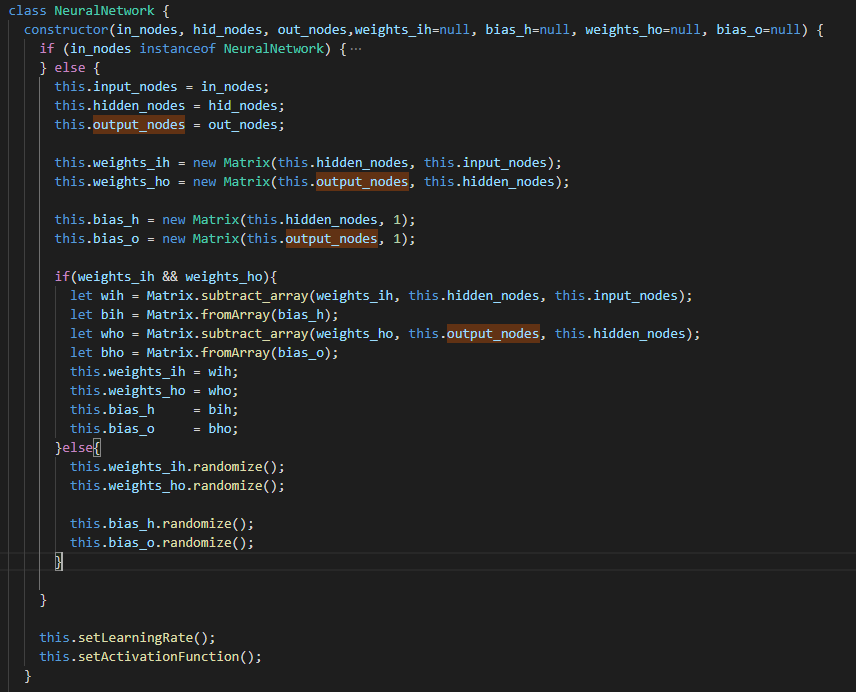 class NeuralNetwork {
constructor(in_nodes, hid_nodes, out_nodes,weights_ih=null, bias_h=null, weights_ho=null, bias_o=null) {
if (in_nodes instanceof NeuralNetwork) {···
} else {
this.input_nodes = in_nodes;
this.hidden_nodes = hid_nodes;
this.output_nodes = out_nodes;
this.weights_ih = new Matrix(this.hidden_nodes, this.input_nodes);
this.weights_ho = new Matrix(this.output_nodes, this.hidden_nodes);
this.bias_h = new Matrix(this.hidden_nodes, 1);
this.bias_o = new Matrix(this.output_nodes, 1);
if(weights_ih && weights_ho){
let wih = Matrix.subtract_array(weights_ih, this.hidden_nodes, this.input_nodes);
let bih = Matrix.fromArray(bias_h);
let who = Matrix.subtract_array(weights_ho, this.output_nodes, this.hidden_nodes);
let bho = Matrix.fromArray(bias_o);
this.weights_ih = wih;
this.weights_ho = who;
this.bias_h     = bih;
this.bias_o     = bho;
}else{
this.weights_ih.randomize();
this.weights_ho.randomize();
this.bias_h.randomize();
this.bias_o.randomize();
}
}
this.setLearningRate();
this.setActivationFunction();
}